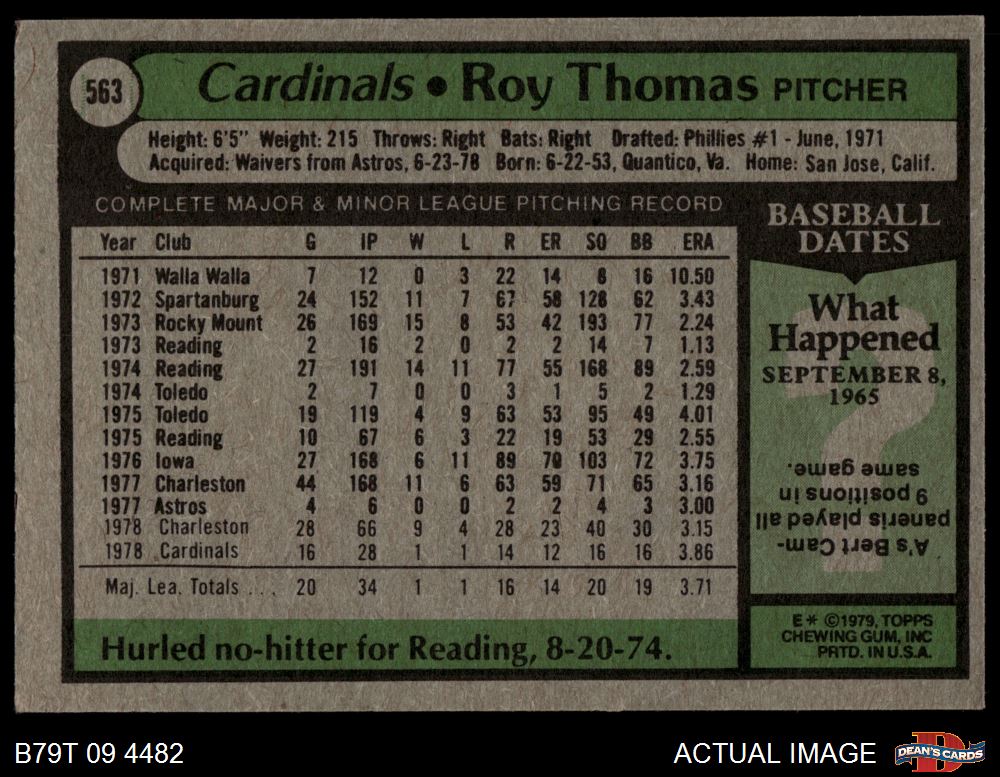 563
Cardinals • Roy Thomas PITCHER
Height: 6'5" Weight: 215 Throws: Right Bats: Right Drafted: Phillies #1 - June, 1971
Acquired: Waivers from Astros, 6-23-78 Born: 6-22-53, Quantico, Va. Home: San Jose, Calif.
COMPLETE MAJOR & MINOR LEAGUE PITCHING RECORD
Year Club G IP W L R ER SO BB ERA
1971 Walla Walla 7 12 0 3 22 14 8 16 10.50
1972 Spartanburg 24 152 11 7 67 58 128 62 3.43
1973 Rocky Mount 26 169 15 8 53 42 193 77 2.24
1973 Reading 2 16 2 0 2 2 14 7 1.13
1974 Reading 27 191 14 11 77 55 168 89 2.59
1974 Toledo 2 7 0 0 3 1 5 2 1.29
1975 Toledo 19 119 4 9 63 53 95 49 4.01
1975 Reading 10 67 6 3 22 19 53 29 2.55
1976 Iowa 27 168 6 11 89 70 103 72 3.75
1977 Charleston 44 168 11 6 63 59 71 65 3.16
1977 Astros 4 6 0 0 2 2 4 3 3.00
1978 Charleston 28 66 9 4 28 23 40 30 3.15
1978 Cardinals 16 28 1 1 14 12 16 16 3.86
Maj. Lea. Totals . . . 20 34 1 1 16 14 20 19 3.71
Hurled no-hitter for Reading, 8-20-74.
BASEBALL
DATES
What
Happened
SEPTEMBER 8,
1965
?
A's Bert Cam-
paneris played all
9 positions in
same game.
E* ©1979, TOPPS
CHEWING GUM, INC
PRTD. IN U.S.A.
B79T 09 4482
ACTUAL IMAGE
D
DEAN'S CARDS